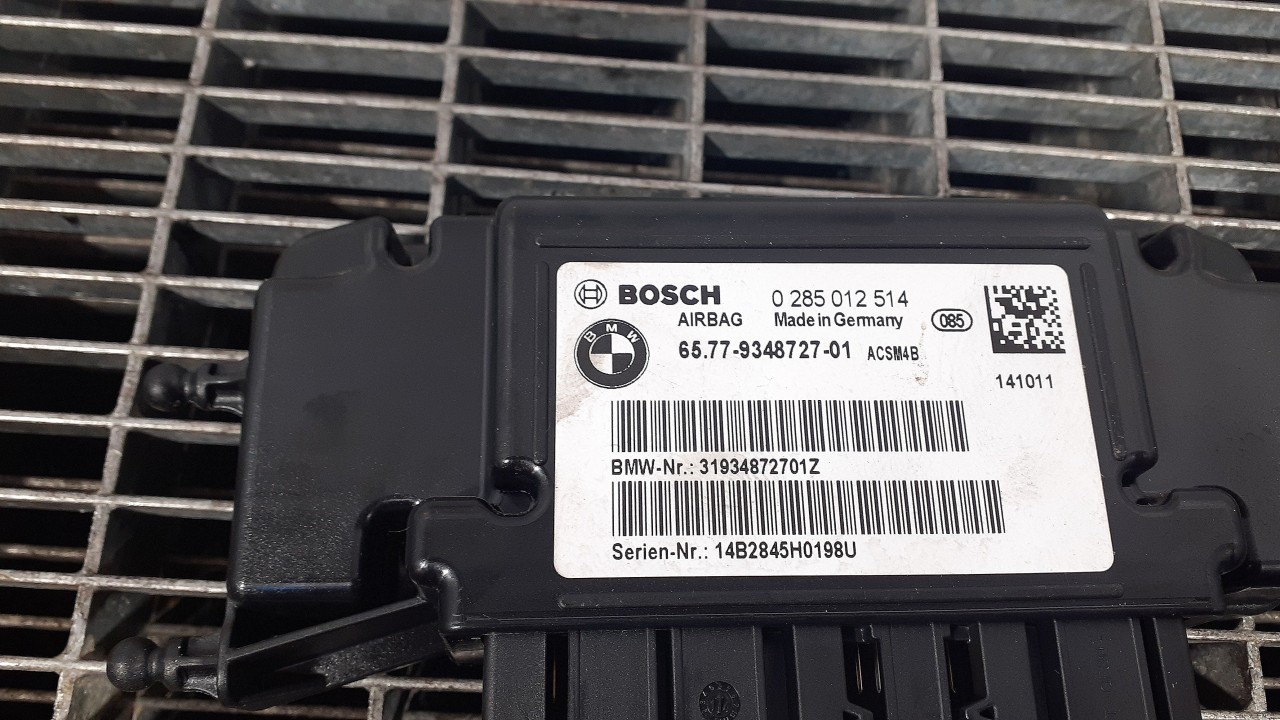 BOSCH 0 285 012 514
AIRBAG Made in Germany 085
BMW 65.77-9348727-01 ACSM4B
141011
BMW-Nr.: 31934872701Z
Serien-Nr.: 14B2845H0198U